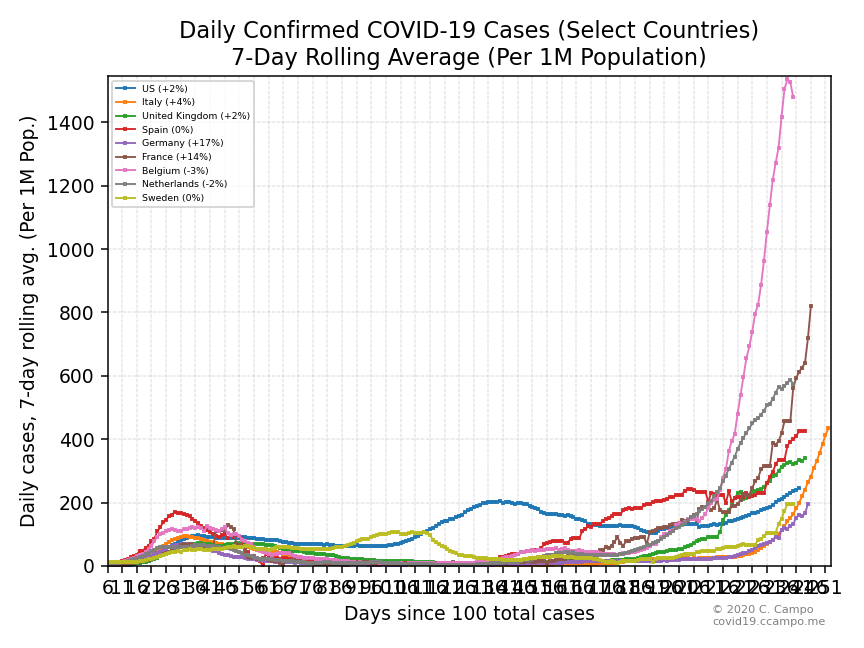 Daily Confirmed COVID-19 Cases (Select Countries)
7-Day Rolling Average (Per 1M Population)
Daily cases, 7-day rolling avg. (Per 1M Pop.)
1400
1200
1000
800
600
400
200
0
US (+2%)
Italy (+4%)
United Kingdom (+2%)
Spain (0%)
Germany (+17%)
France (+14%)
Belgium (-3%)
Netherlands (-2%)
Sweden (0%)
Days since 100 total cases
© 2020 C. Campo
covid19.ccampo.me